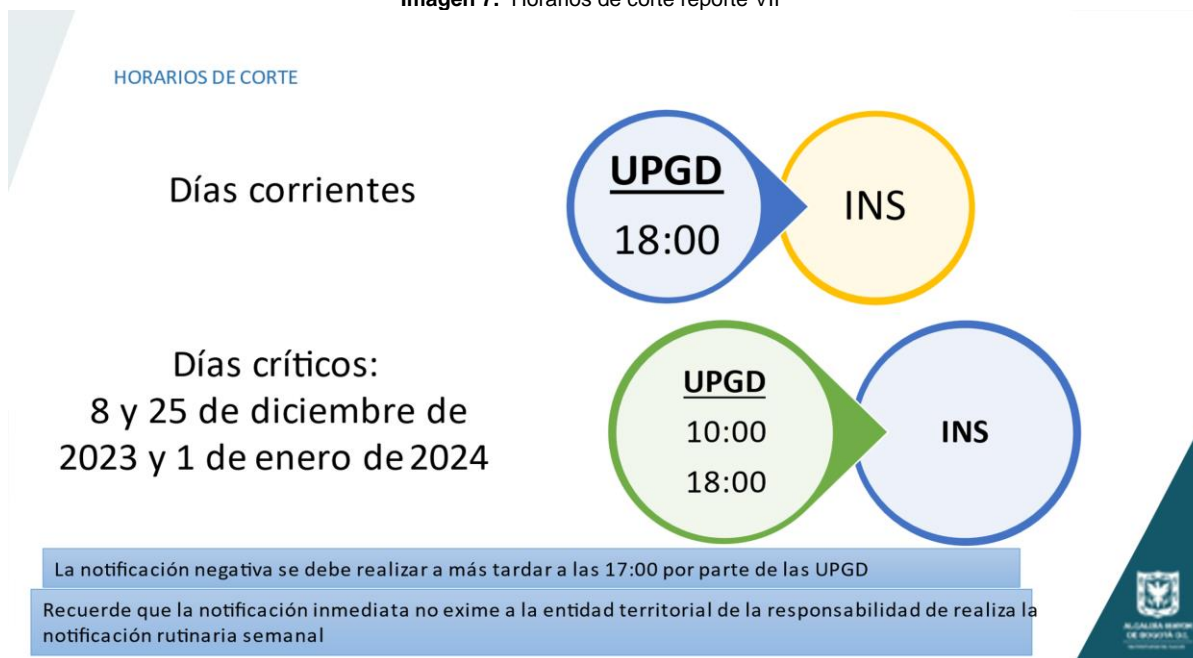 Imagen 7. Horarios de corte reporte VIF
HORARIOS DE CORTE
Días corrientes
UPGD
18:00
INS
Días críticos:
8 y 25 de diciembre de
2023 y 1 de enero de 2024
UPGD
10:00
18:00
INS
La notificación negativa se debe realizar a más tardar a las 17:00 por parte de las UPGD
Recuerde que la notificación inmediata no exime a la entidad territorial de la responsabilidad de realiza la
notificación rutinaria semanal
ALCALDÍA MAYOR
DE BOGOTÁ D.C.